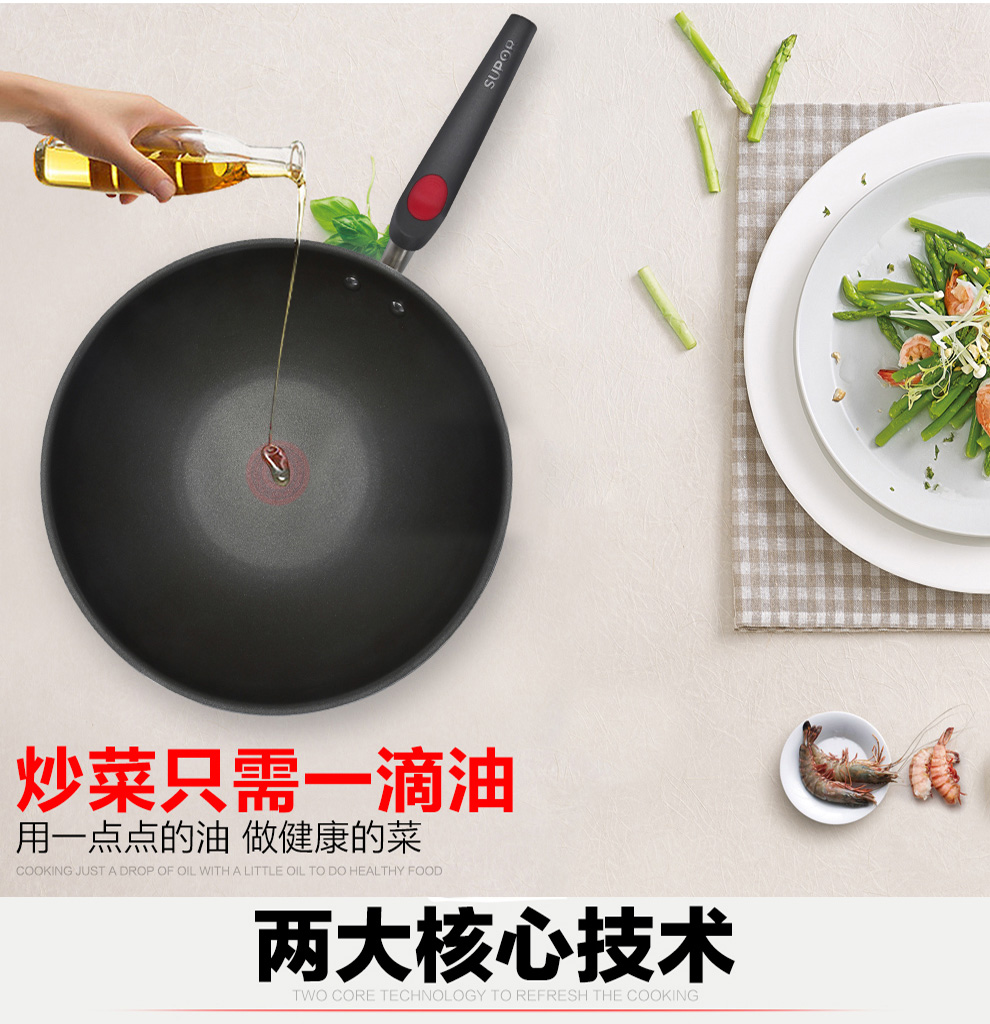 SUPOR
炒菜只需一滴油
用一点点的油 做健康的菜
COOKING JUST A DROP OF OIL WITH A LITTLE OIL TO DO HEALTHY FOOD
两大核心技术
TWO CORE TECHNOLOGY TO REFRESH THE COOKING